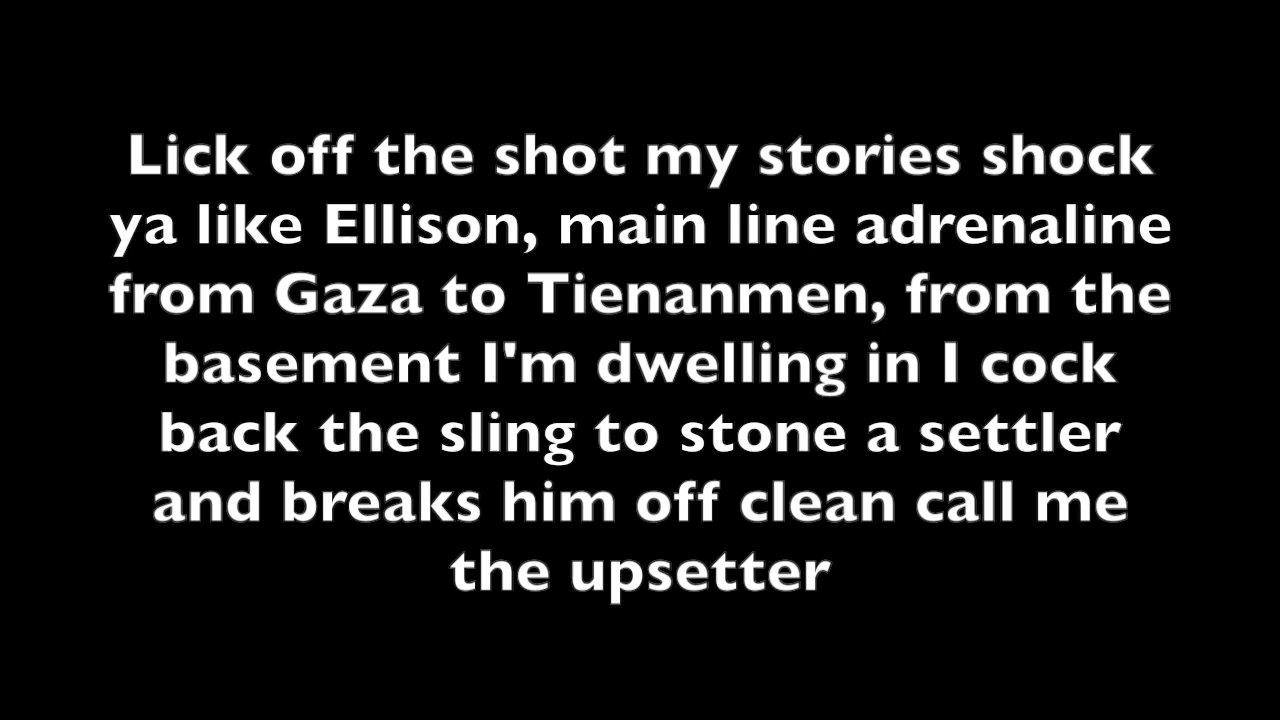 Lick off the shot my stories shock
ya like Ellison, main line adrenaline
from Gaza to Tienanmen, from the
basement I'm dwelling in I cock
back the sling to stone a settler
and breaks him off clean call me
the upsetter